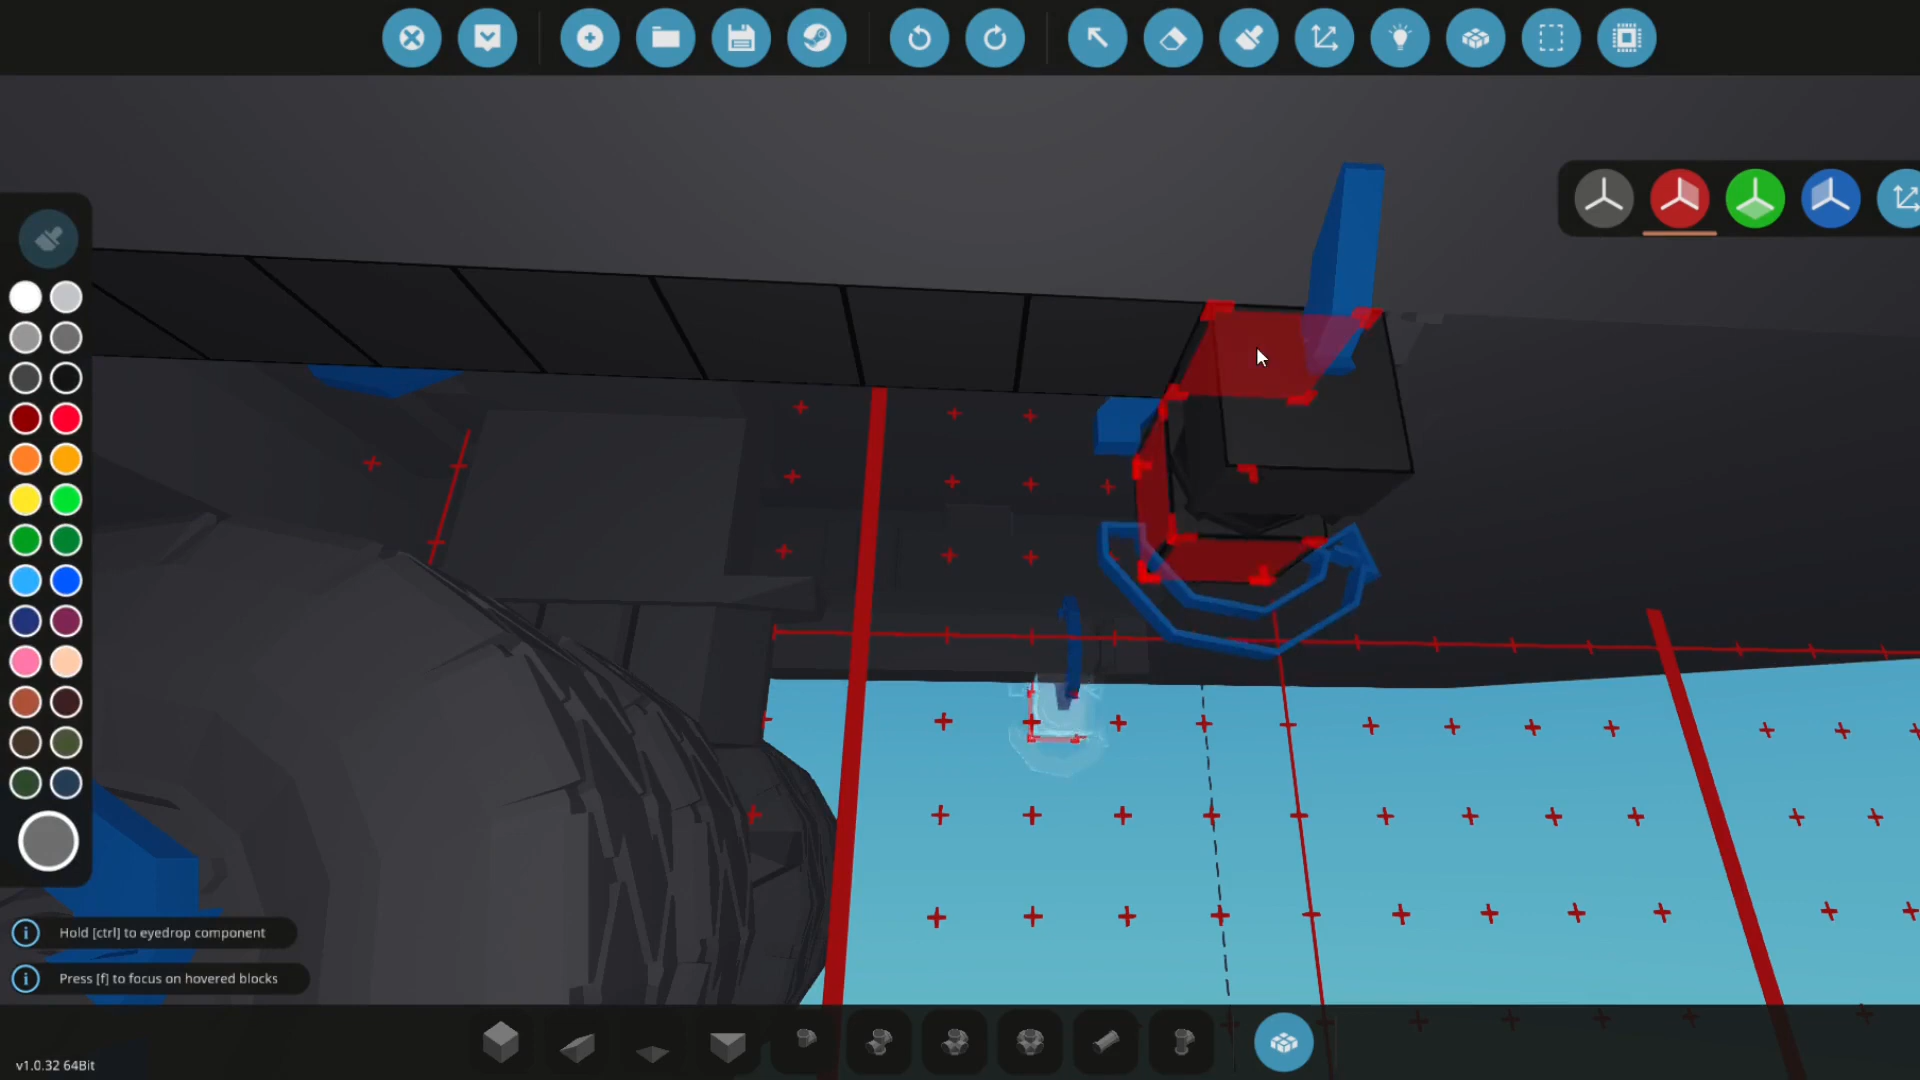 Hold [ctrl] to eyedrop component
Press [f] to focus on hovered blocks
v1.0.32 64Bit